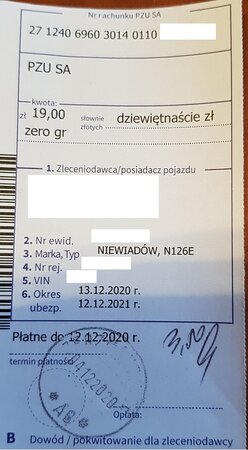 Nr rachunku PZU SA
27 1240 6960 3014 0110
PZU SA
kwota:
zł 19,00 słownie złotych dziewiętnaście zł
zero gr
1. Zleceniodawca/posiadacz pojazdu
2. Nr ewid.
3. Marka, Typ NIEWIADÓW, N126E
4. Nr rej.
5. VIN
6. Okres 13.12.2020 r.
ubezp. 12.12.2021 r.
Płatne do 12.12.2020 r.
termin płatności
3,50
Opłata:
B Dowód / pokwitowanie dla zleceniodawcy